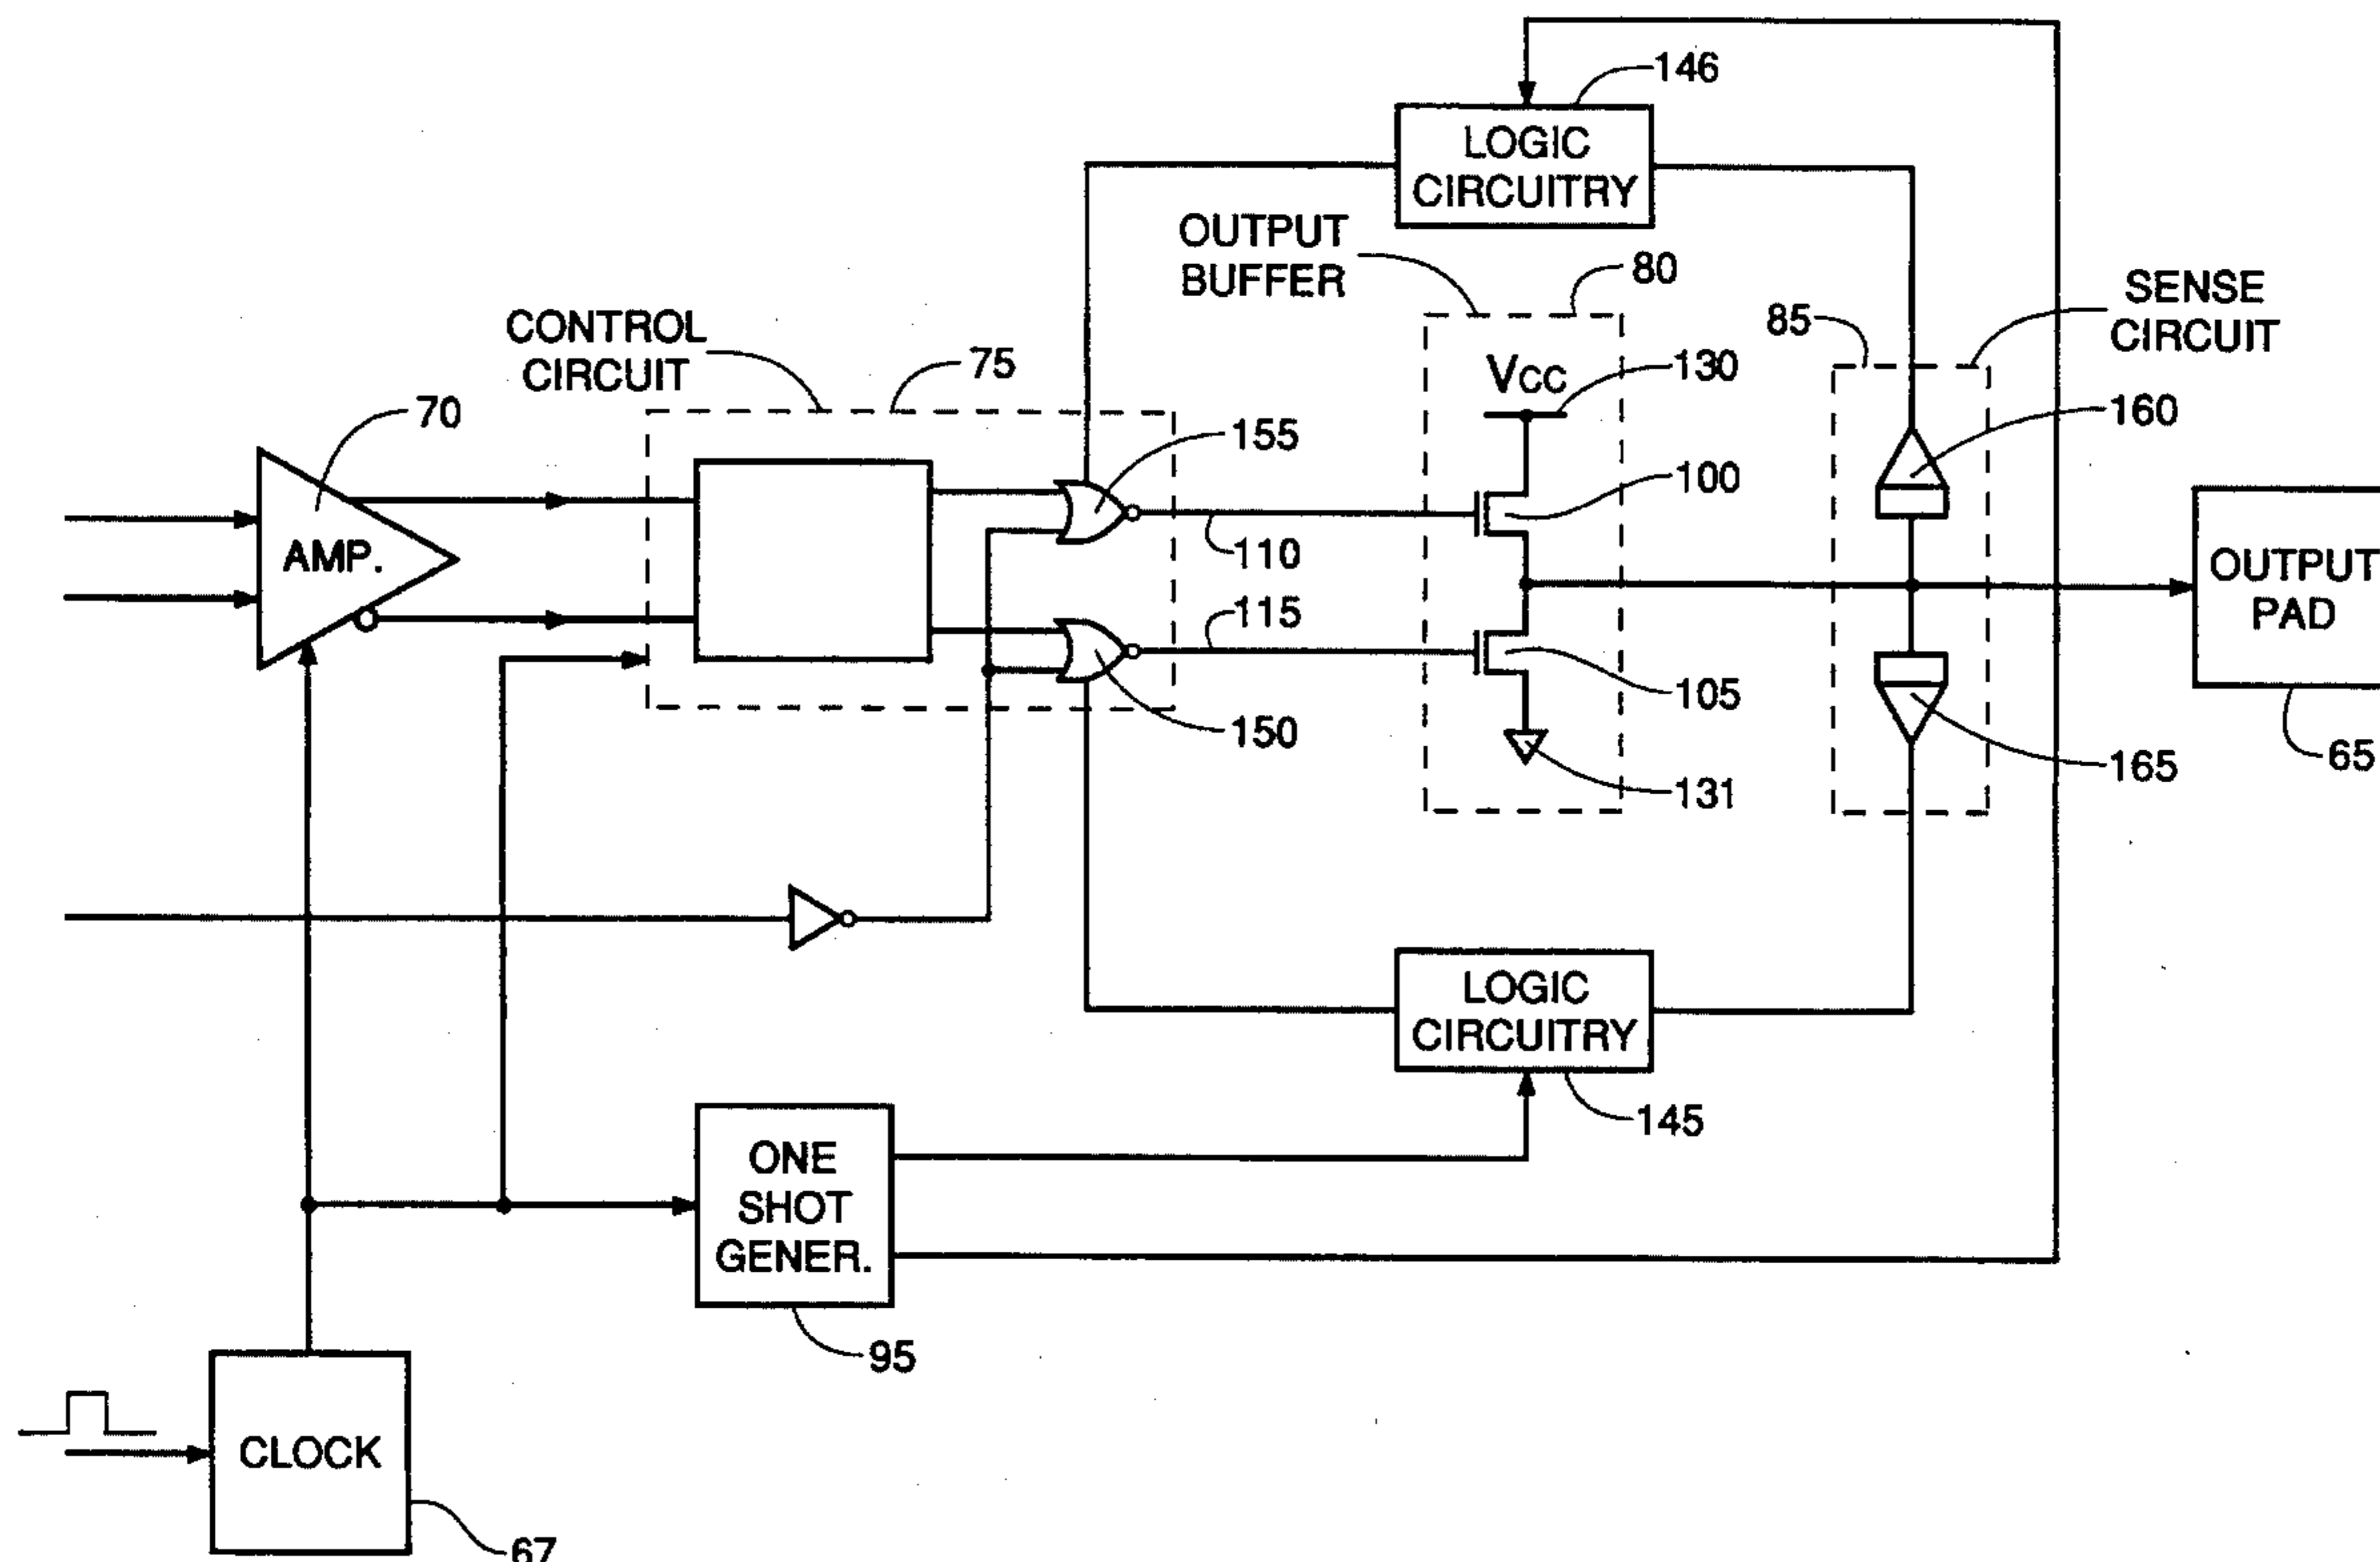 146
LOGIC
CIRCUITRY
OUTPUT
BUFFER
80
SENSE
CIRCUIT
85
CONTROL
CIRCUIT
75
VCC
130
70
160
155
100
AMP.
110
OUTPUT
PAD
115
105
150
165
65
131
LOGIC
CIRCUITRY
145
ONE
SHOT
GENER.
95
CLOCK
67